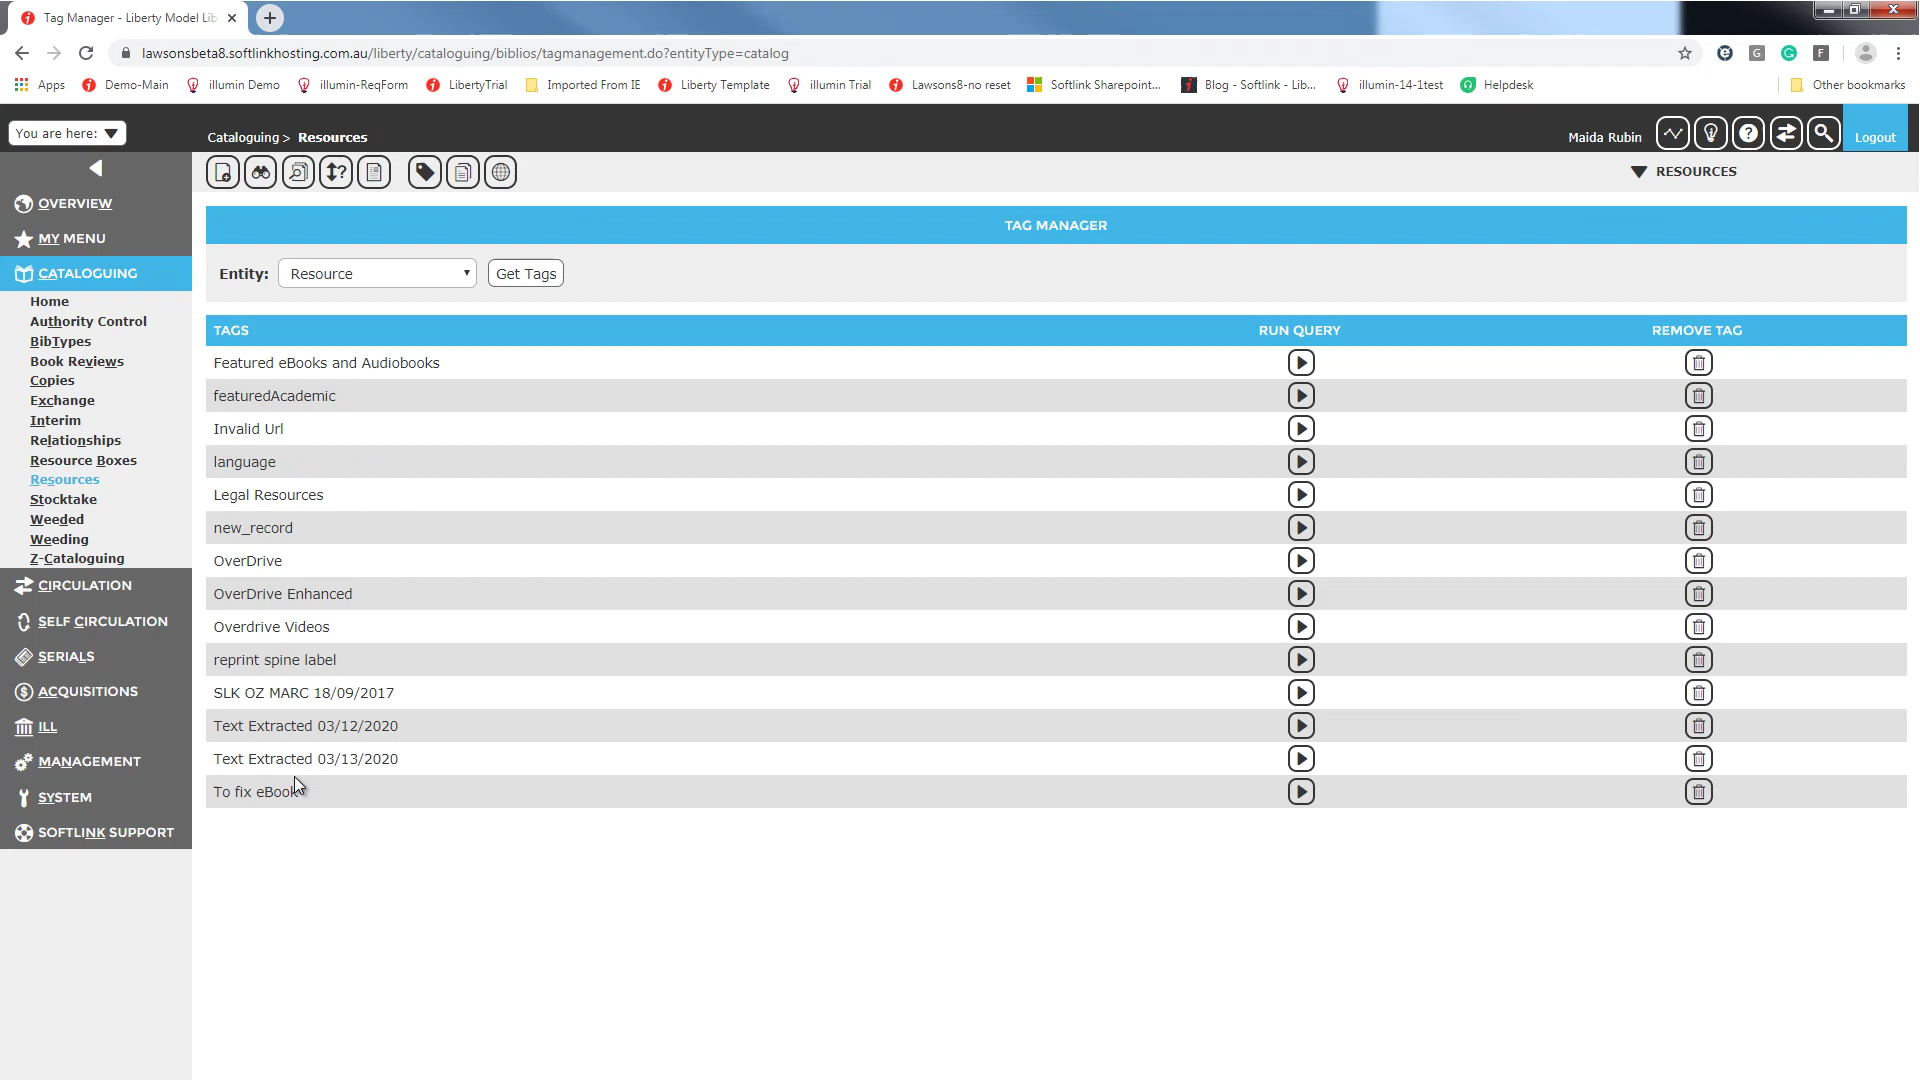 Tag Manager - Liberty Model Lib
lawsonsbeta8.softlinkhosting.com.au/liberty/cataloguing/biblios/tagmanagement.do?entityType=catalog
Apps Demo-Main illumin Demo illumin-ReqForm LibertyTrial Imported From IE Liberty Template illumin Trial Lawsons8-no reset Softlink Sharepoint... Blog - Softlink - Lib... illumin-14-1test Helpdesk Other bookmarks
You are here:
Cataloguing > Resources
Maida Rubin
Logout
RESOURCES
OVERVIEW
MY MENU
CATALOGUING
Home
Authority Control
BibTypes
Book Reviews
Copies
Exchange
Interim
Relationships
Resource Boxes
Resources
Stocktake
Weeded
Weeding
Z-Cataloguing
CIRCULATION
SELF CIRCULATION
SERIALS
ACQUISITIONS
ILL
MANAGEMENT
SYSTEM
SOFTLINK SUPPORT
TAG MANAGER
Entity: Resource Get Tags
TAGS RUN QUERY REMOVE TAG
Featured eBooks and Audiobooks
featuredAcademic
Invalid Url
language
Legal Resources
new_record
OverDrive
OverDrive Enhanced
Overdrive Videos
reprint spine label
SLK OZ MARC 18/09/2017
Text Extracted 03/12/2020
Text Extracted 03/13/2020
To fix eBook